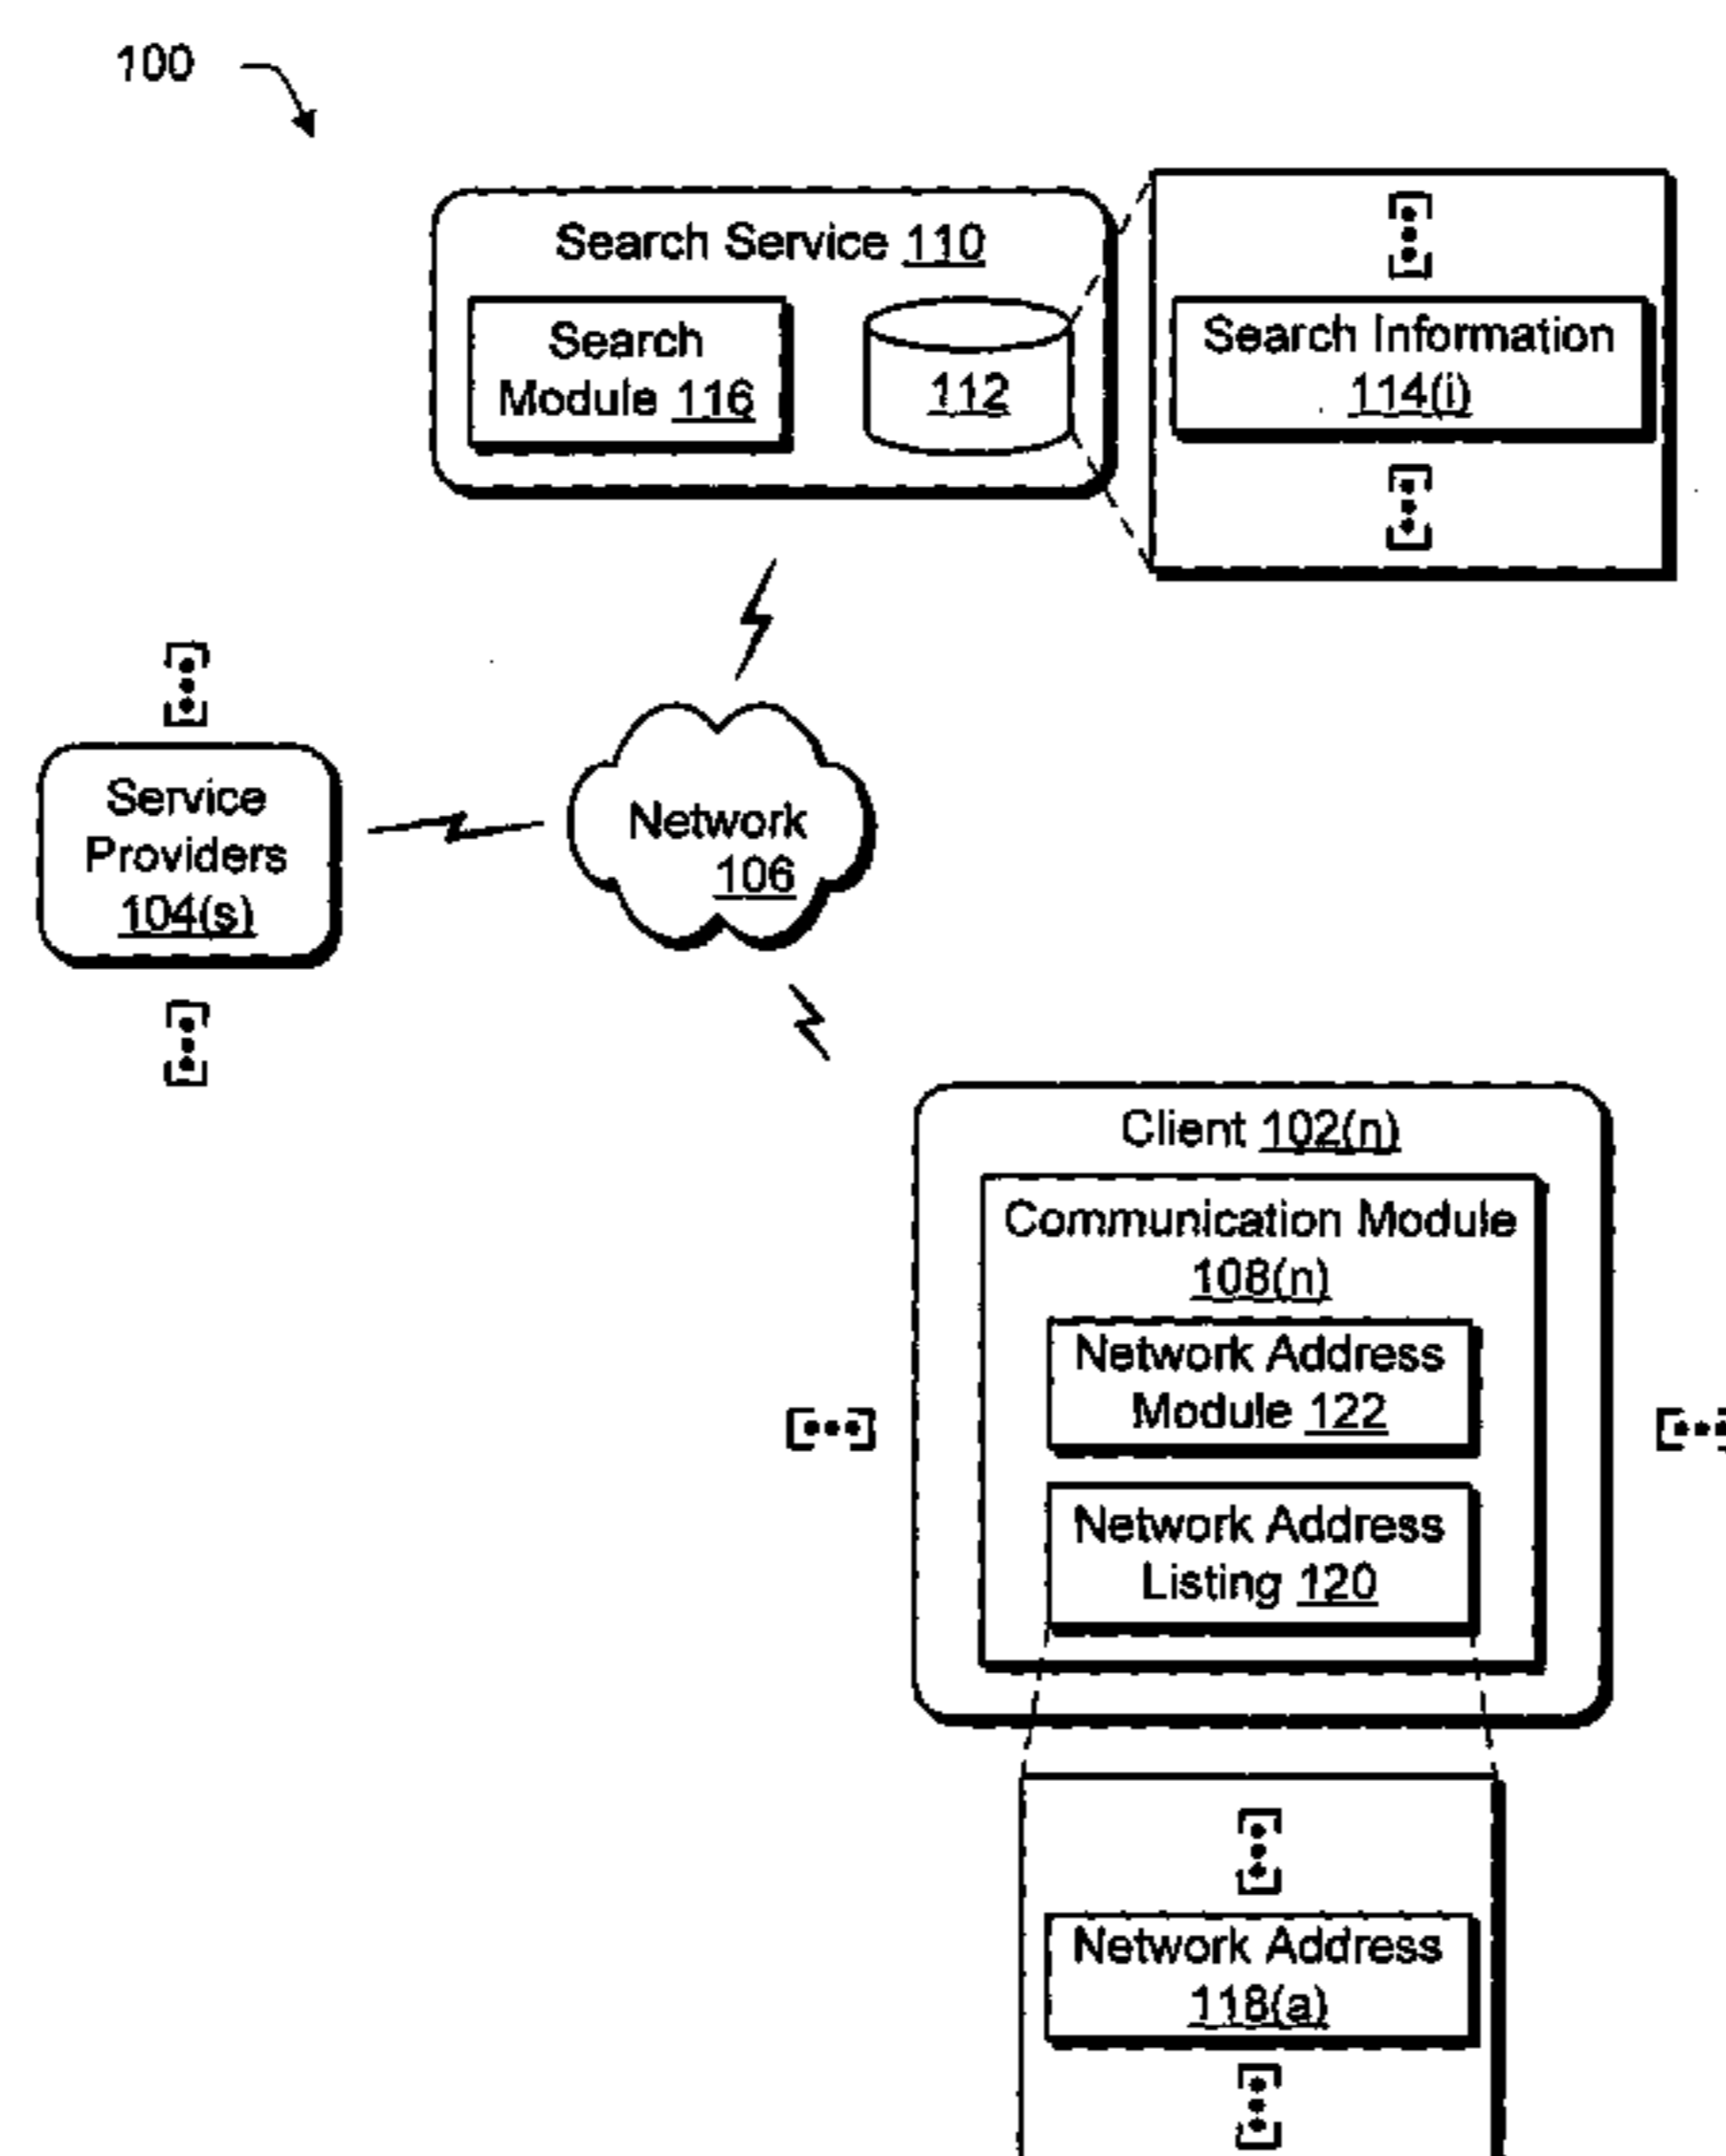 100
Search Service 110
Search
Module 116
112
Search Information
114(i)
Service
Providers
104(s)
Network
106
Client 102(n)
Communication Module
108(n)
Network Address
Module 122
Network Address
Listing 120
Network Address
118(a)